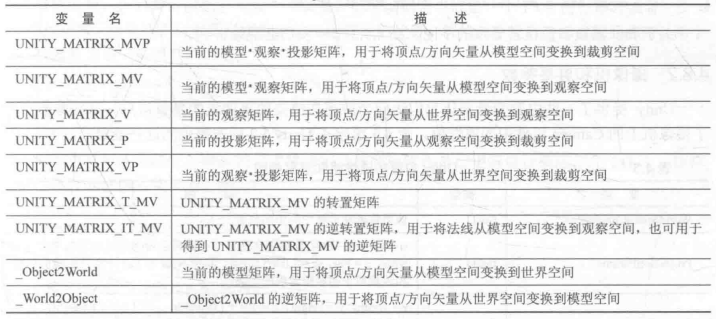 变 量 名 描 述
UNITY_MATRIX_MVP 当前的模型*观察*投影矩阵，用于将顶点/方向矢量从模型空间变换到裁剪空间
UNITY_MATRIX_MV 当前的模型*观察矩阵，用于将顶点/方向矢量从模型空间变换到观察空间
UNITY_MATRIX_V 当前的观察矩阵，用于将顶点/方向矢量从世界空间变换到观察空间
UNITY_MATRIX_P 当前的投影矩阵，用于将顶点/方向矢量从观察空间变换到裁剪空间
UNITY_MATRIX_VP 当前的观察*投影矩阵，用于将顶点/方向矢量从世界空间变换到裁剪空间
UNITY_MATRIX_T_MV UNITY_MATRIX_MV 的转置矩阵
UNITY_MATRIX_IT_MV UNITY_MATRIX_MV 的逆转置矩阵，用于将法线从模型空间变换到观察空间，也可用于
得到 UNITY_MATRIX_MV 的逆矩阵
_Object2World 当前的模型矩阵，用于将顶点/方向矢量从模型空间变换到世界空间
_World2Object _Object2World 的逆矩阵，用于将顶点/方向矢量从世界空间变换到模型空间